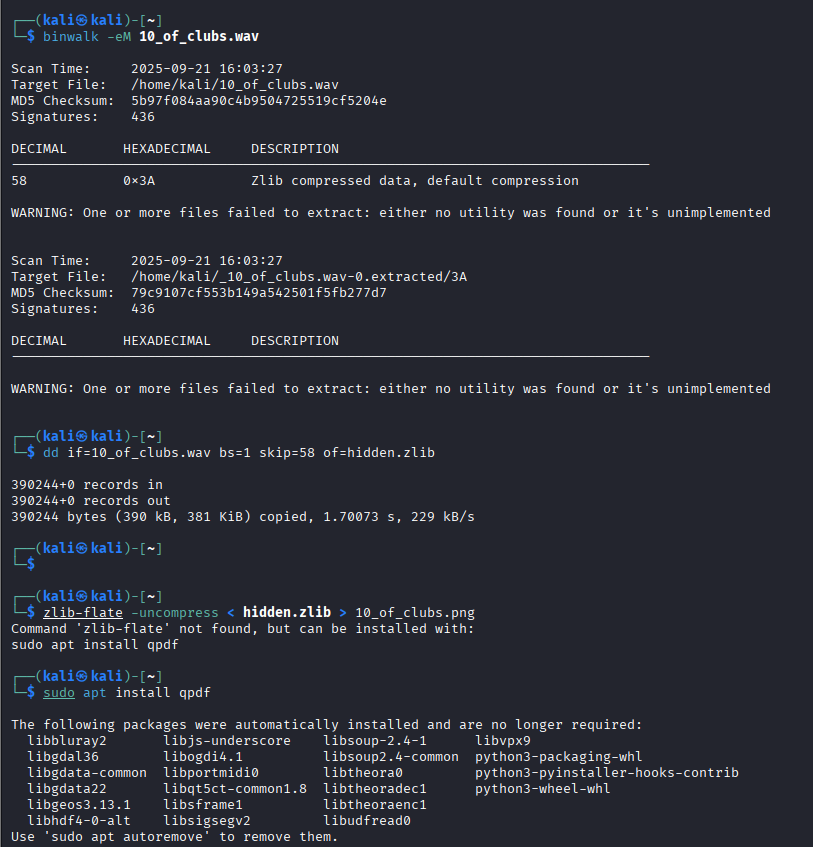 ┌──(kali㉿kali)-[~]
└─$ binwalk -eM 10_of_clubs.wav
Scan Time:     2025-09-21 16:03:27
Target File:   /home/kali/10_of_clubs.wav
MD5 Checksum:  5b97f084aa90c4b9504725519cf5204e
Signatures:    436
DECIMAL       HEXADECIMAL     DESCRIPTION
58            0×3A            Zlib compressed data, default compression
WARNING: One or more files failed to extract: either no utility was found or it's unimplemented
Scan Time:     2025-09-21 16:03:27
Target File:   /home/kali/_10_of_clubs.wav-0.extracted/3A
MD5 Checksum:  79c9107cf553b149a542501f5fb277d7
Signatures:    436
DECIMAL       HEXADECIMAL     DESCRIPTION
WARNING: One or more files failed to extract: either no utility was found or it's unimplemented
┌──(kali㉿kali)-[~]
└─$ dd if=10_of_clubs.wav bs=1 skip=58 of=hidden.zlib
390244+0 records in
390244+0 records out
390244 bytes (390 kB, 381 KiB) copied, 1.70073 s, 229 kB/s
┌──(kali㉿kali)-[~]
└─$
┌──(kali㉿kali)-[~]
└─$ zlib-flate -uncompress < hidden.zlib > 10_of_clubs.png
Command 'zlib-flate' not found, but can be installed with:
sudo apt install qpdf
┌──(kali㉿kali)-[~]
└─$ sudo apt install qpdf
The following packages were automatically installed and are no longer required:
  libbluray2       libjs-underscore    libsoup-2.4-1      libvpx9
  libgdal36        libogdi4.1          libsoup2.4-common  python3-packaging-whl
  libgdata-common  libportmidi0        libtheora0         python3-pyinstaller-hooks-contrib
  libgdata22       libqt5ct-common1.8  libtheoradec1      python3-wheel-whl
  libgeos3.13.1    libsframe1          libtheoraenc1
  libhdf4-0-alt    libsigsegv2         libudfread0
Use 'sudo apt autoremove' to remove them.